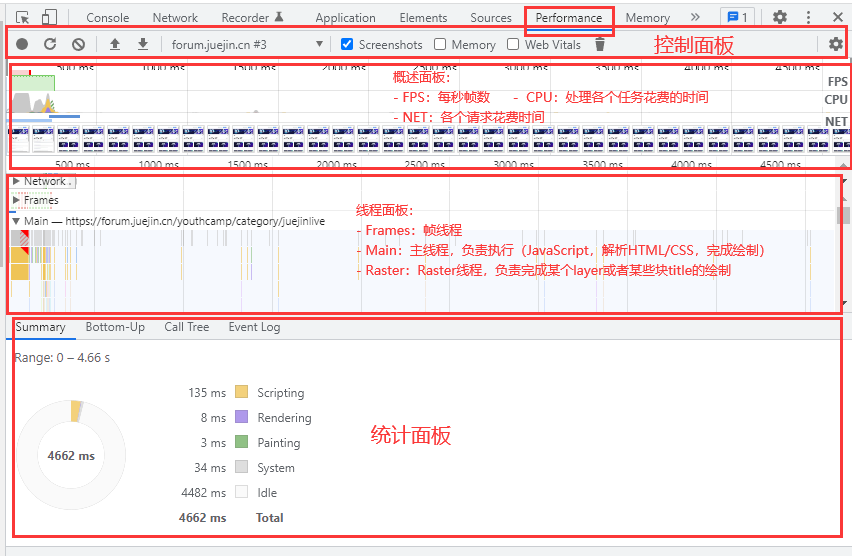 Console Network Recorder Application Elements Sources Performance Memory » 1
forum.juejin.cn #3 Screenshots Memory Web Vitals 控制面板
500 ms 1000 ms 1500 ms 2000 ms 2500 ms 3000 ms 3500 ms 4000 ms 4500 ms
概述面板：
FPS
- FPS：每秒帧数 - CPU：处理各个任务花费的时间
CPU
- NET：各个请求花费时间
NET
500 ms 1000 ms 1500 ms 2000 ms 2500 ms 3000 ms 3500 ms 4000 ms 4500 ms
Network
Frames
Main — https://forum.juejin.cn/youthcamp/category/juejinlive
线程面板：
- Frames：帧线程
- Main：主线程，负责执行（JavaScript，解析HTML/CSS，完成绘制）
- Raster：Raster线程，负责完成某个layer或者某些块title的绘制
Summary Bottom-Up Call Tree Event Log
Range: 0 – 4.66 s
135 ms Scripting
8 ms Rendering
3 ms Painting
34 ms System
4482 ms Idle
4662 ms Total
4662 ms
统计面板